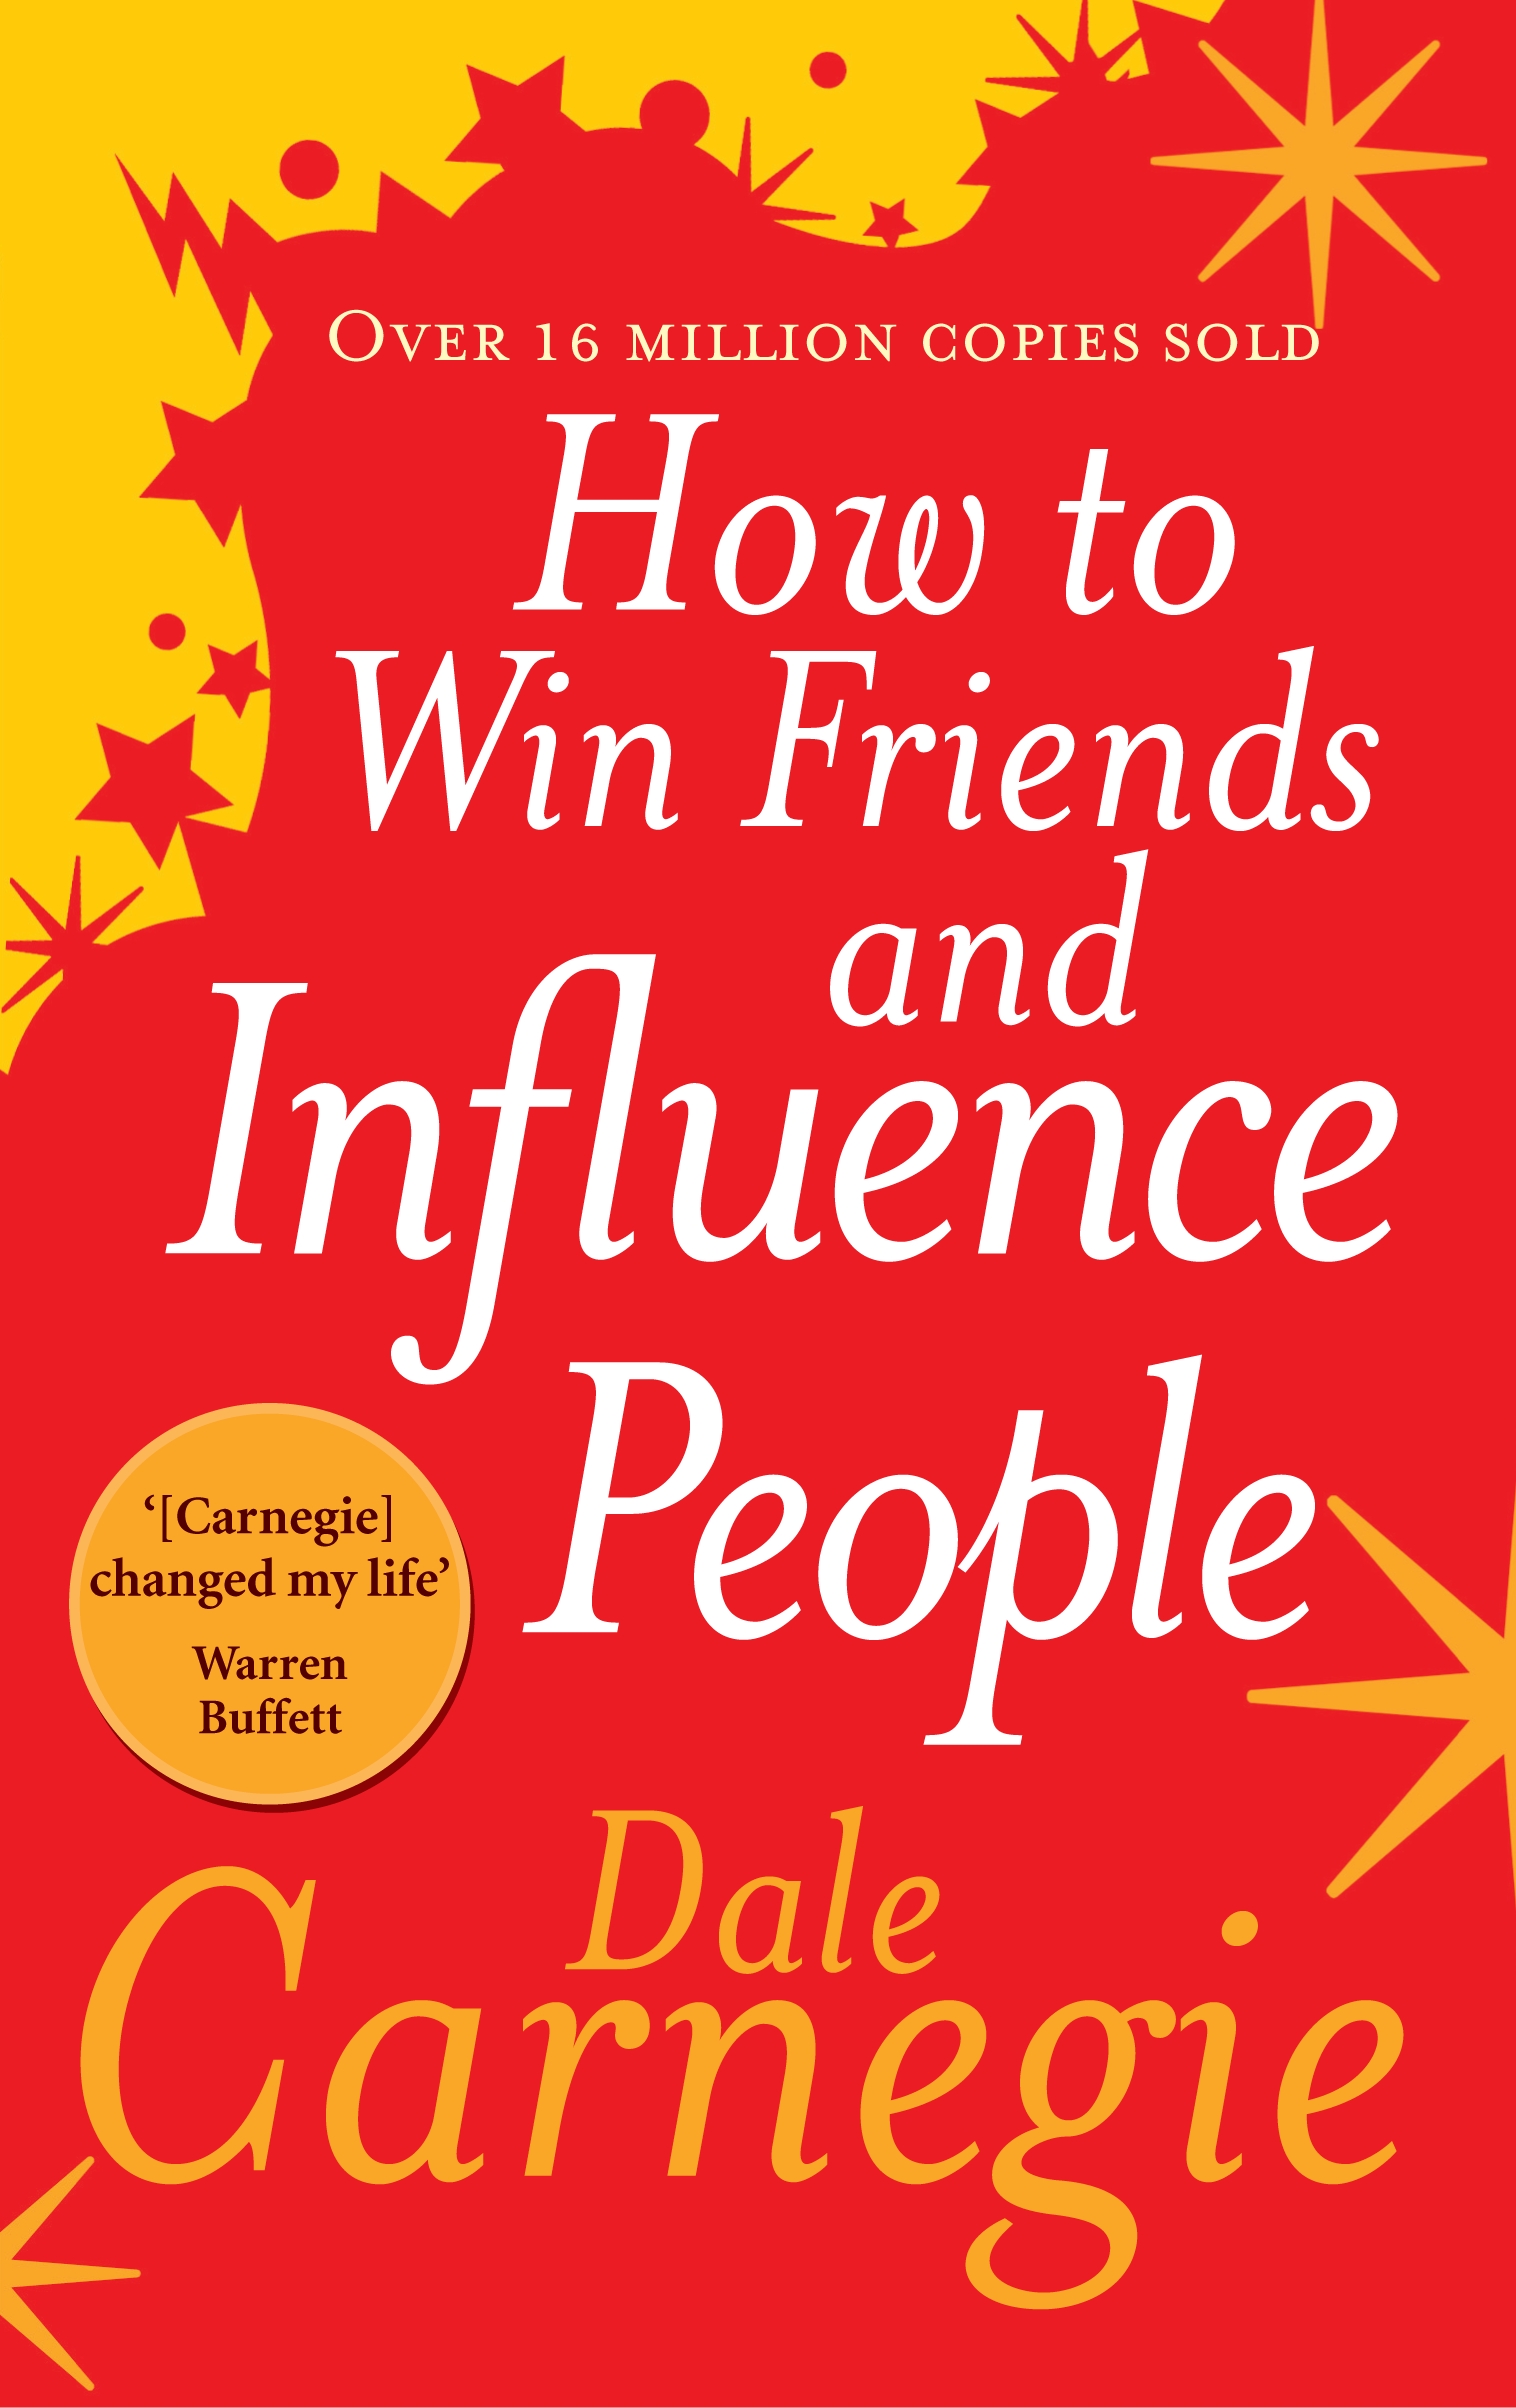 Over 16 million copies sold
How to
Win Friends
and
Influence
People
‘[Carnegie]
changed my life’
Warren
Buffett
Dale
Carnegie